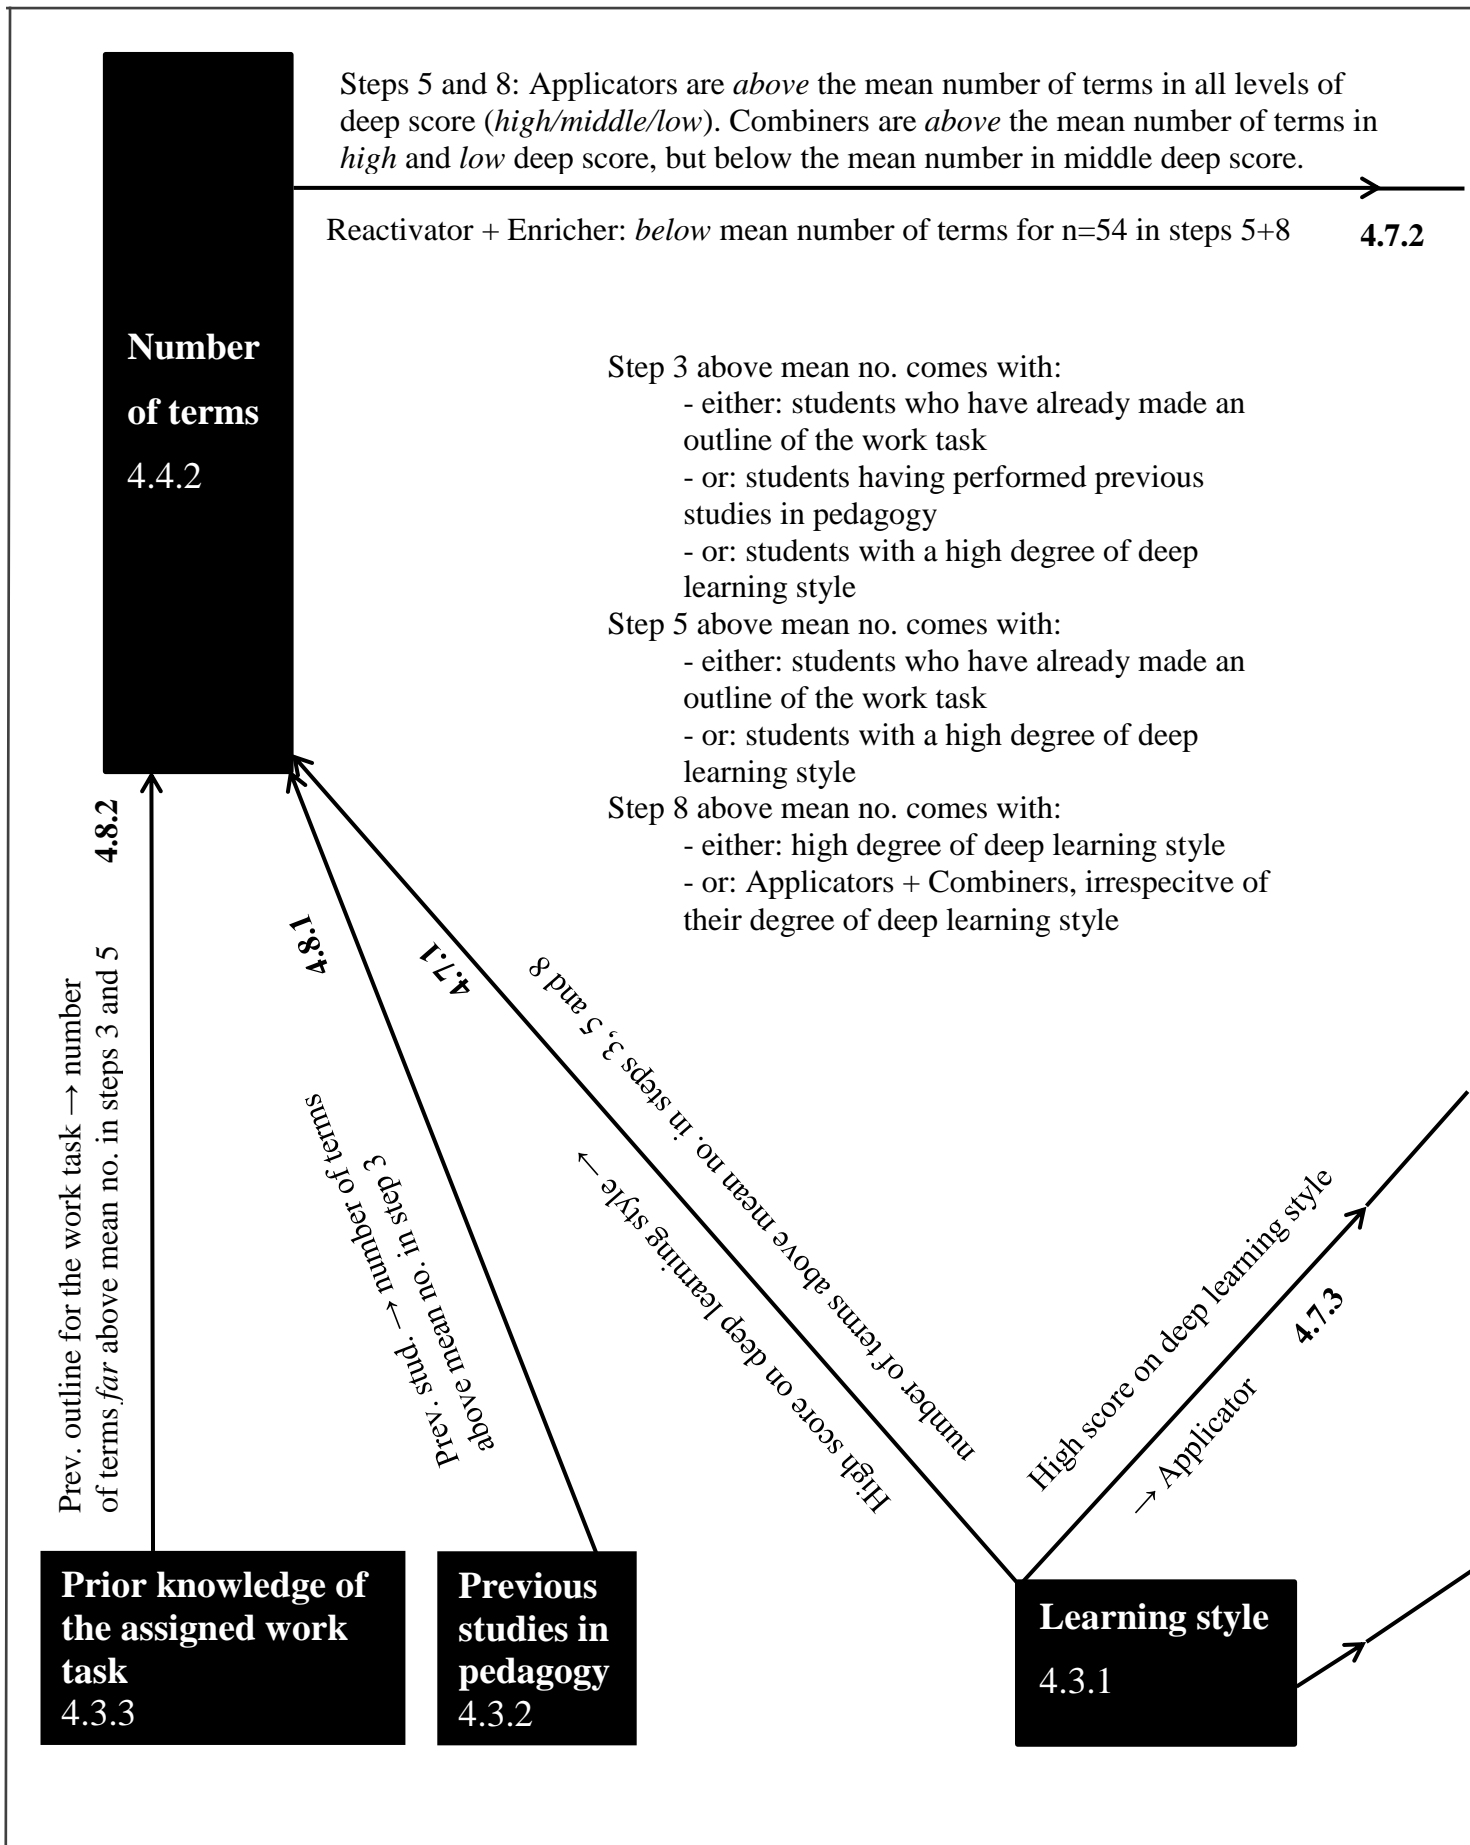 Steps 5 and 8: Applicators are above the mean number of terms in all levels of
deep score (high/middle/low). Combiners are above the mean number of terms in
high and low deep score, but below the mean number in middle deep score.
Reactivator + Enricher: below mean number of terms for n=54 in steps 5+8
4.7.2
Number
of terms
4.4.2
Step 3 above mean no. comes with:
- either: students who have already made an
outline of the work task
- or: students having performed previous
studies in pedagogy
- or: students with a high degree of deep
learning style
Step 5 above mean no. comes with:
- either: students who have already made an
outline of the work task
- or: students with a high degree of deep
learning style
Step 8 above mean no. comes with:
- either: high degree of deep learning style
- or: Applicators + Combiners, irrespecitve of
their degree of deep learning style
4.8.2
Prev. outline for the work task → number
of terms far above mean no. in steps 3 and 5
4.8.1
Prev. stud. → number of terms
above mean no. in step 3
4.7.1
High score on deep learning style →
number of terms above mean no. in steps 3, 5 and 8
High score on deep learning style
→ Applicator
4.7.3
Prior knowledge of
the assigned work
task
4.3.3
Previous
studies in
pedagogy
4.3.2
Learning style
4.3.1